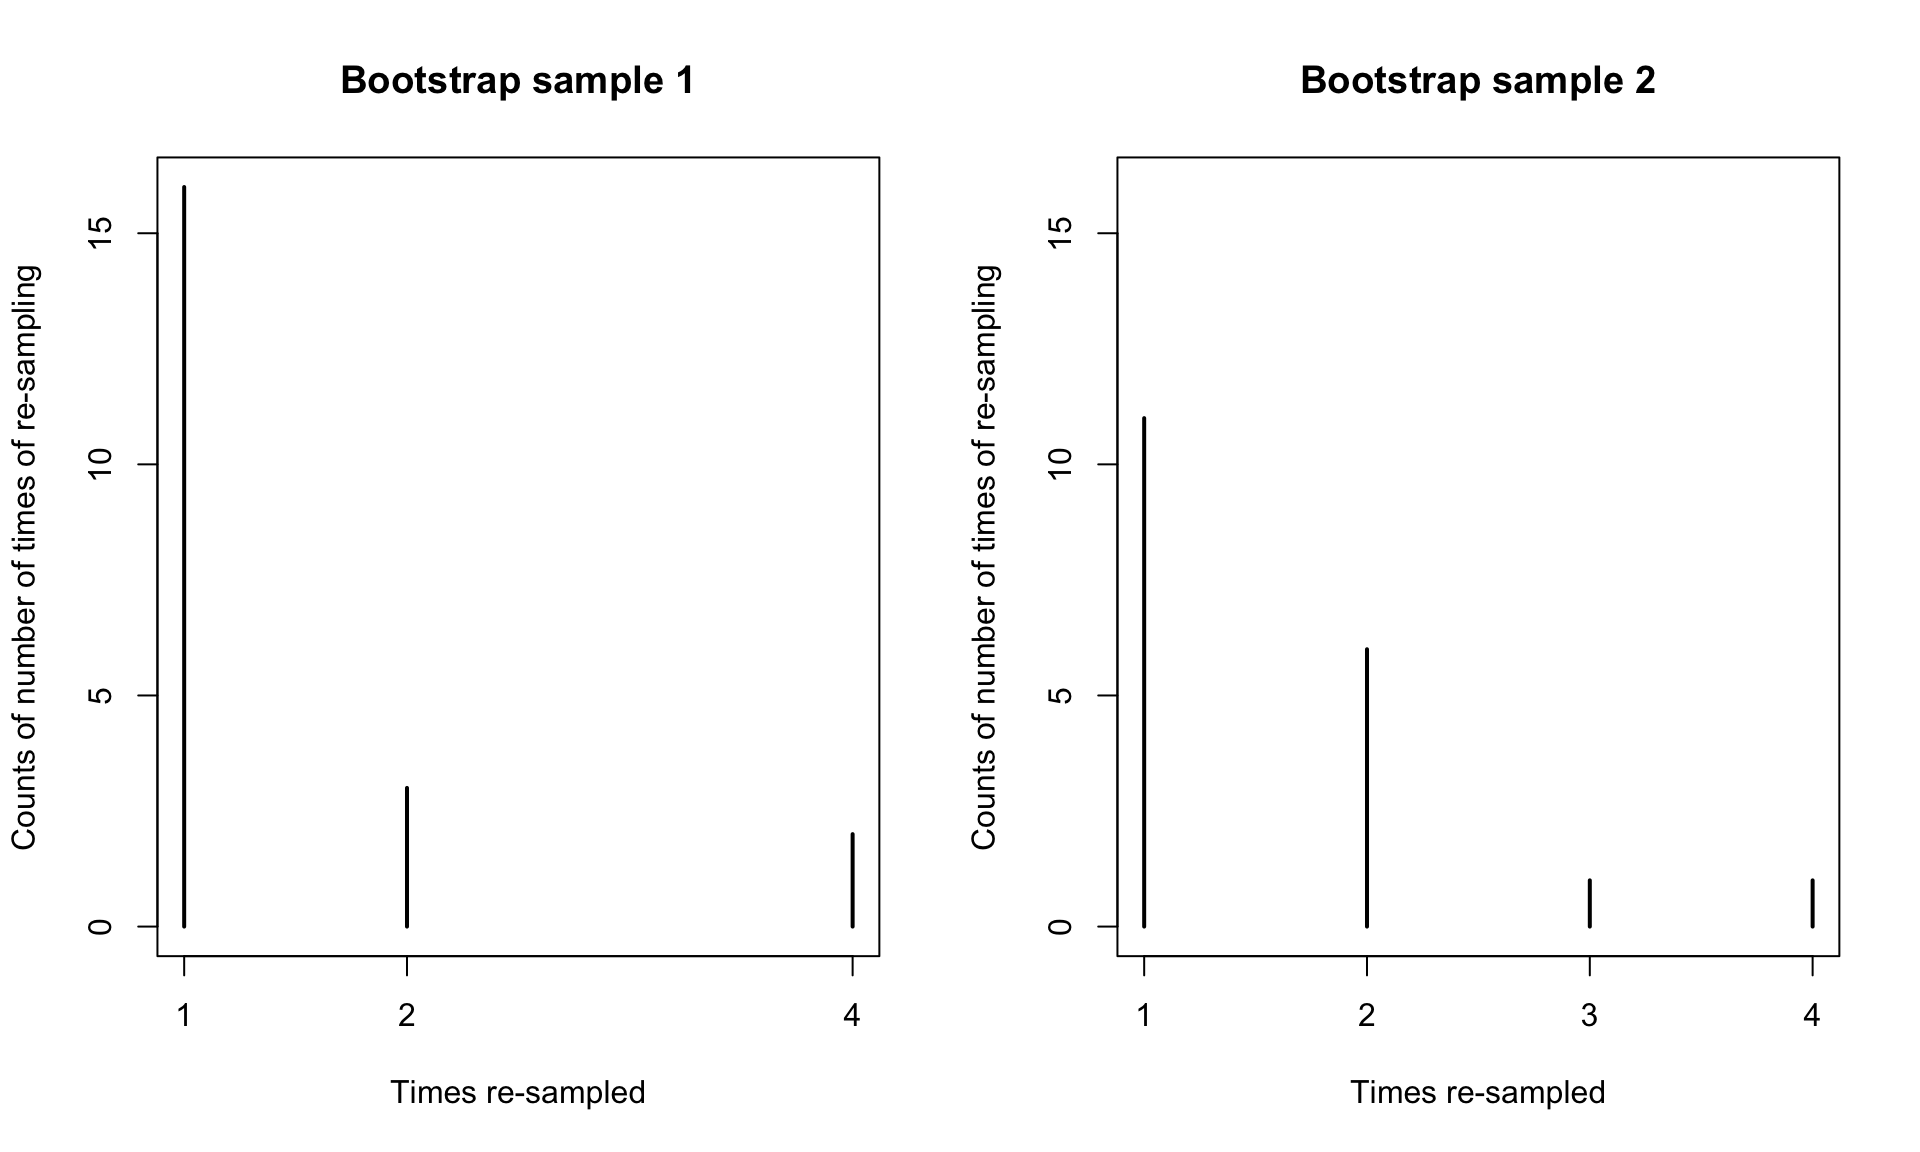 Bootstrap sample 1
Counts of number of times of re-sampling
15
10
5
0
1 2 4
Times re-sampled
Bootstrap sample 2
Counts of number of times of re-sampling
15
10
5
0
1 2 3 4
Times re-sampled